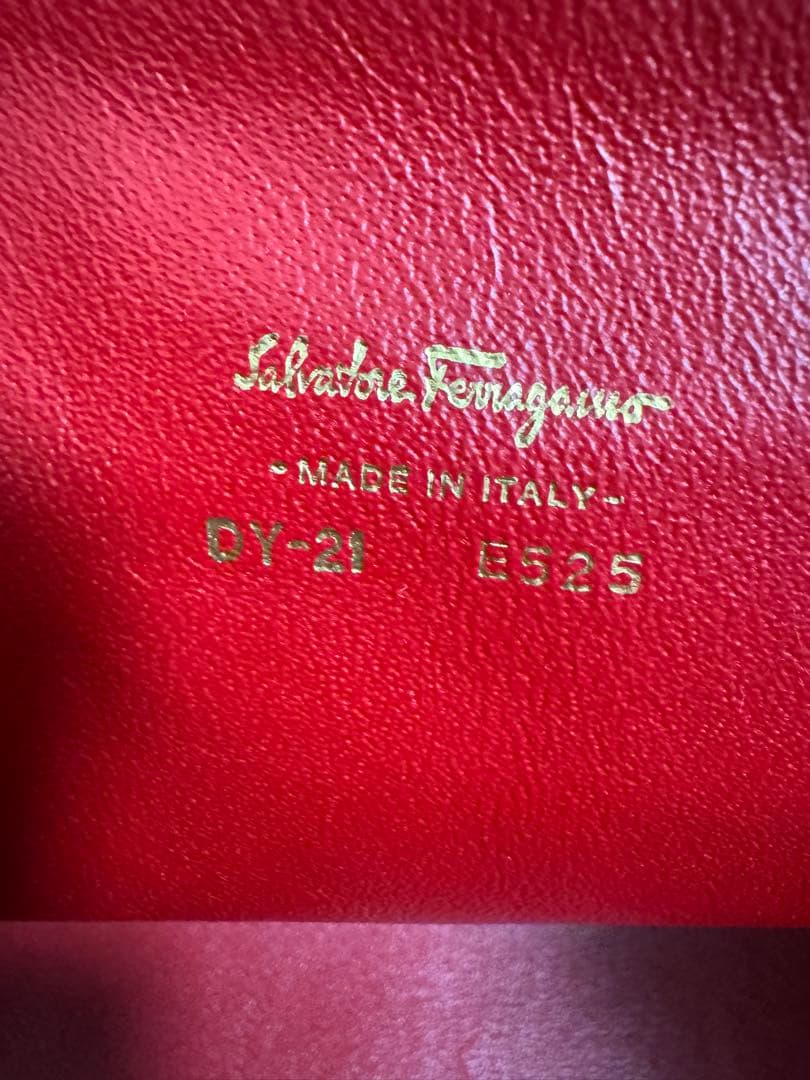 Salvatore Ferragamo
-MADE IN ITALY-
DY-21 E525